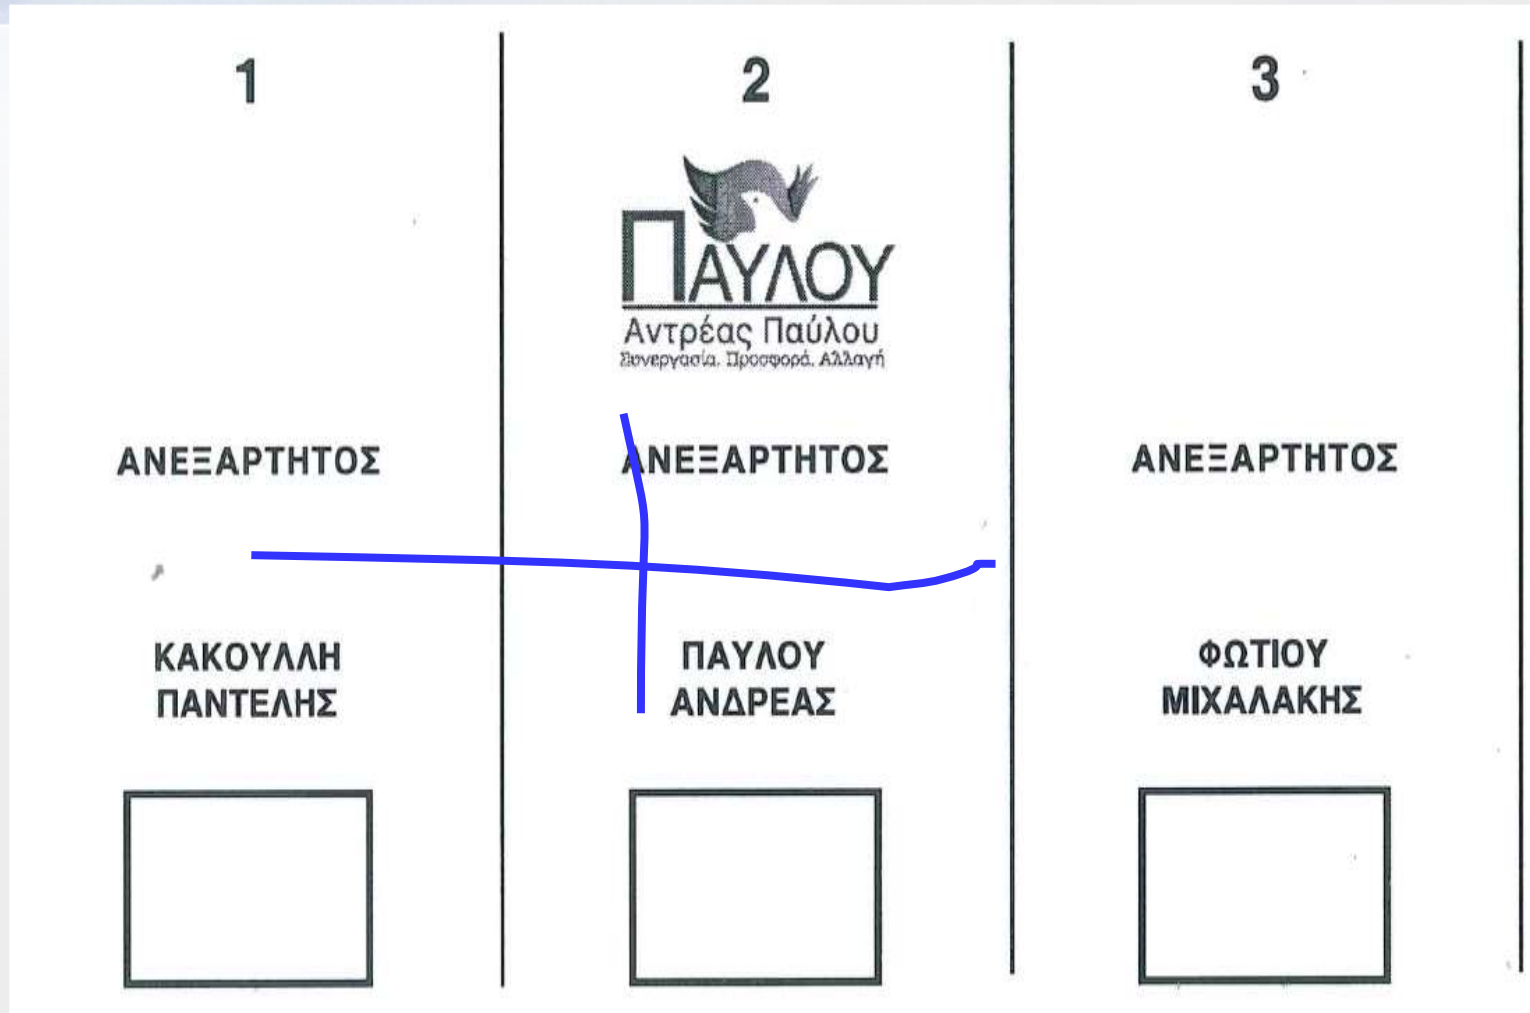 1
ΑΝΕΞΑΡΤΗΤΟΣ
ΚΑΚΟΥΛΛΗ
ΠΑΝΤΕΛΗΣ
2
ΠΑΥΛΟΥ
Αντρέας Παύλου
Συνεργασία. Προσφορά. Αλλαγή
ΑΝΕΞΑΡΤΗΤΟΣ
ΠΑΥΛΟΥ
ΑΝΔΡΕΑΣ
3
ΑΝΕΞΑΡΤΗΤΟΣ
ΦΩΤΙΟΥ
ΜΙΧΑΛΑΚΗΣ